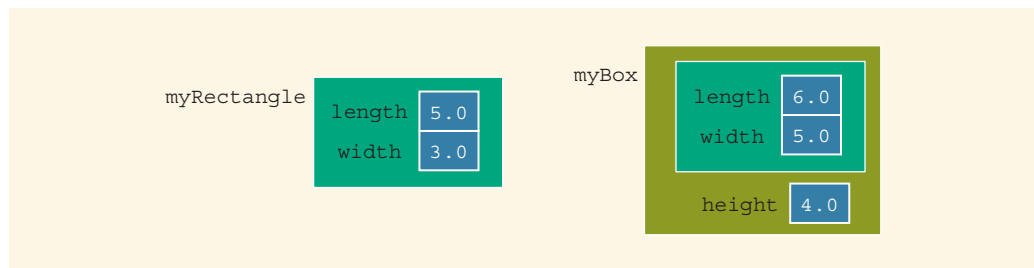 myRectangle
length 5.0
width 3.0
myBox
length 6.0
width 5.0
height 4.0